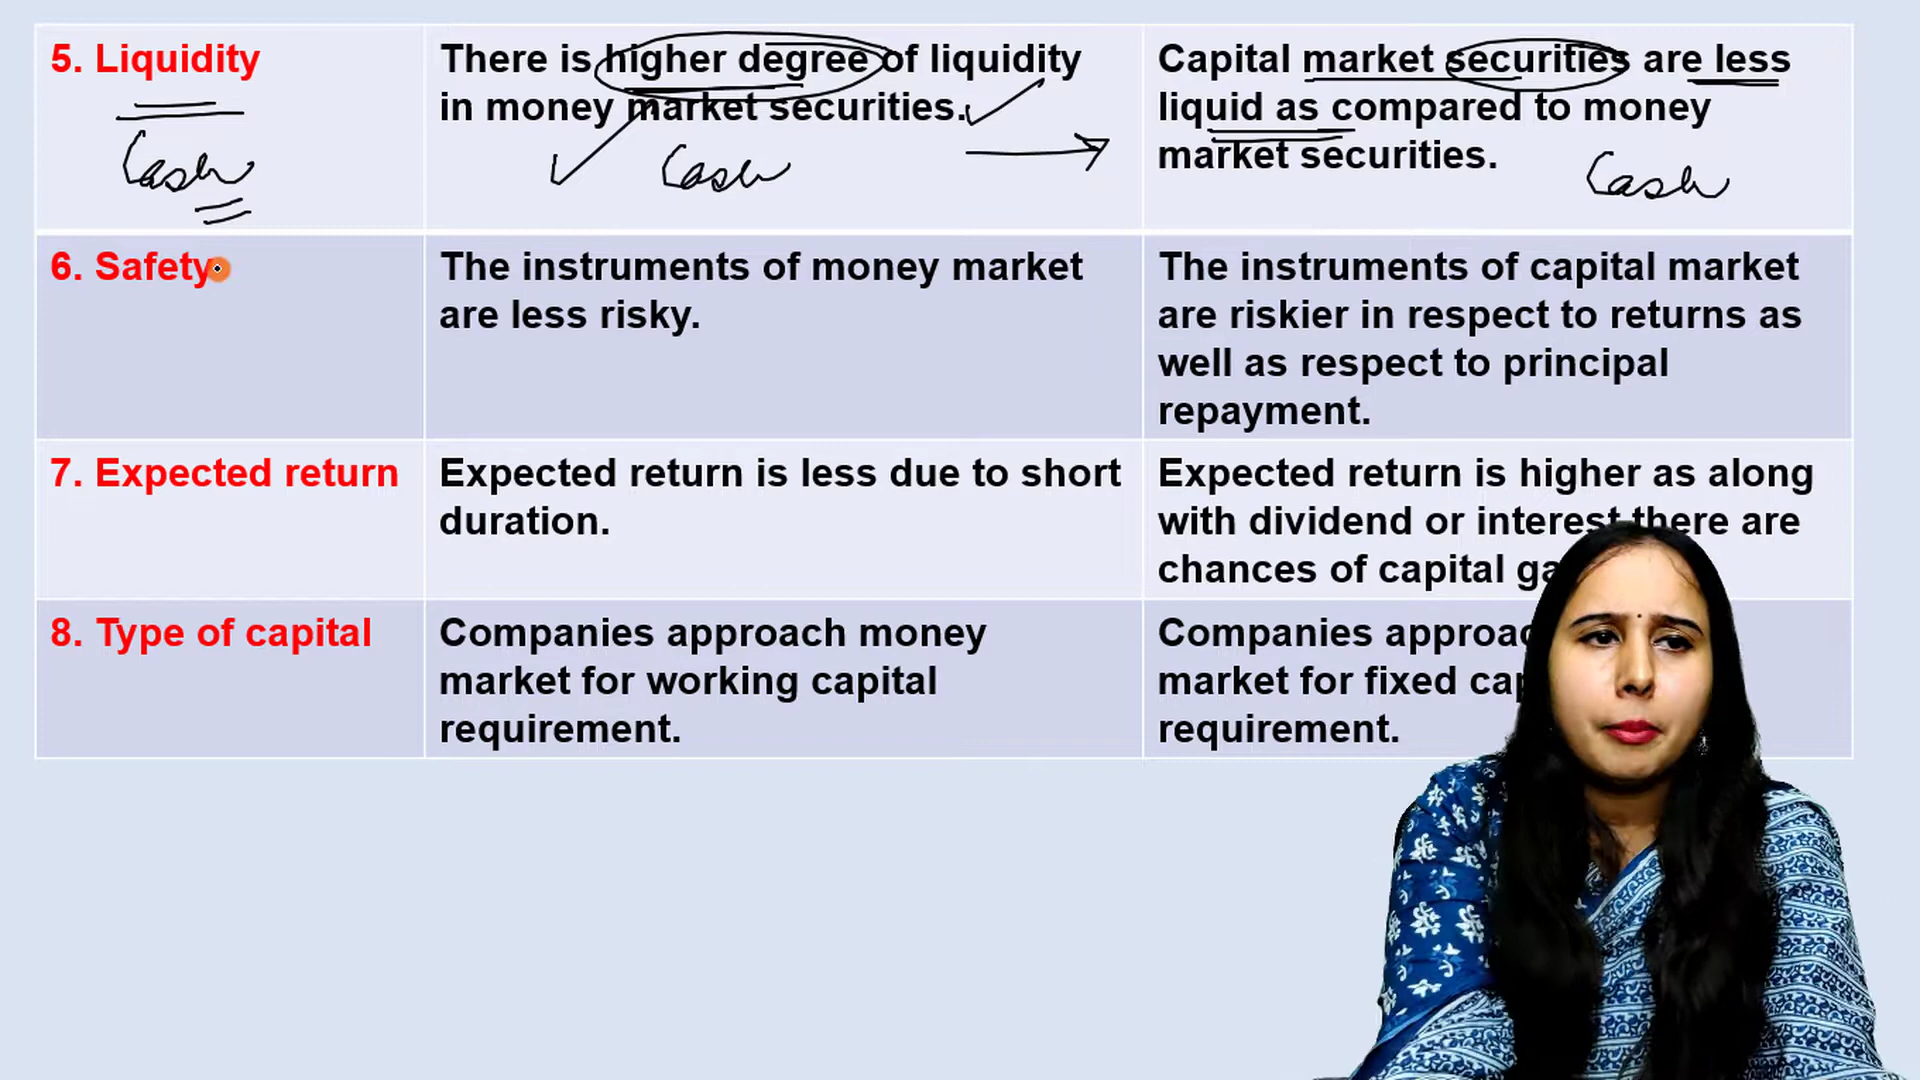 5. Liquidity
Cash
There is higher degree of liquidity
in money market securities.
Cash
Capital market securities are less
liquid as compared to money
market securities.
Cash
6. Safety
The instruments of money market
are less risky.
The instruments of capital market
are riskier in respect to returns as
well as respect to principal
repayment.
7. Expected return
Expected return is less due to short
duration.
Expected return is higher as along
with dividend or interest there are
chances of capital
8. Type of capital
Companies approach money
market for working capital
requirement.
Companies
market for fixed
requirement.